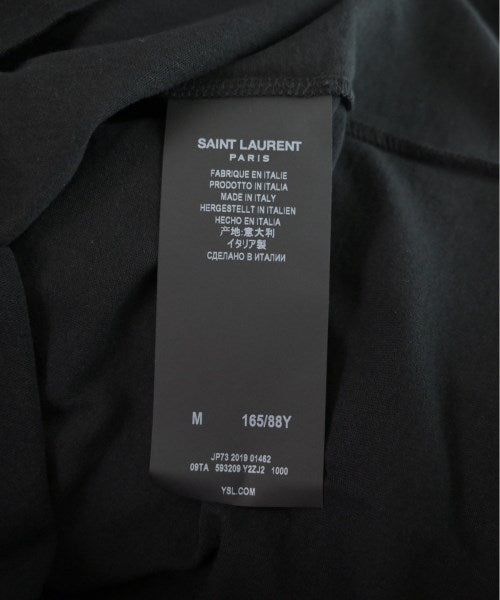 SAINT LAURENT
PARIS
FABRIQUE EN ITALIE
PRODOTTO IN ITALIA
MADE IN ITALY
HERGESTELLT IN ITALIEN
HECHO EN ITALIA
产地:意大利
イタリア製
СДЕЛАНО В ИТАЛИИ
M 165/88Y
JP73 2019 01462
09TA 593209 Y2ZJ2 1000
YSL.COM